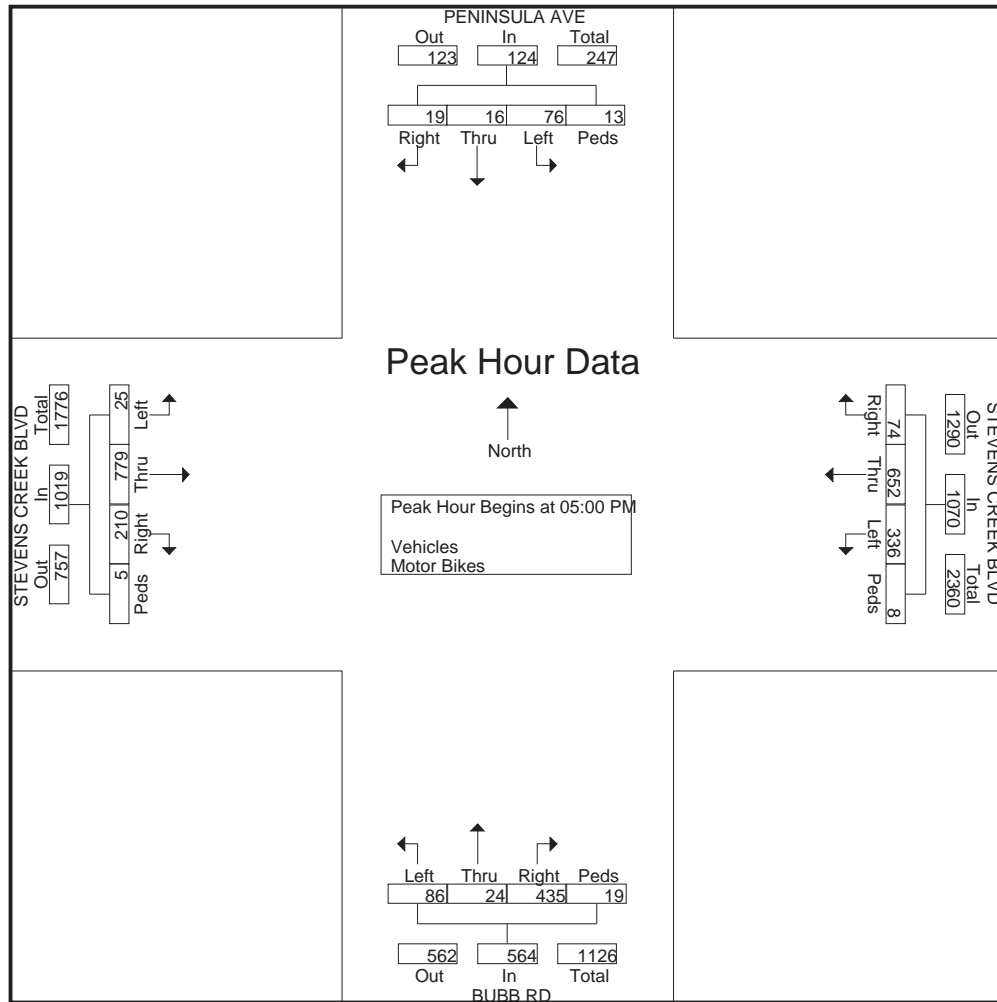 PENINSULA AVE
Out In Total
123 124 247
19 16 76 13
Right Thru Left Peds
Peak Hour Data
North
Peak Hour Begins at 05:00 PM
Vehicles
Motor Bikes
STEVENS CREEK BLVD
Out In Total
757 1019 1776
25 779 210 5
Left Thru Right Peds
STEVENS CREEK BLVD
Out In Total
1290 1070 2360
74 652 336 8
Right Thru Left Peds
Left Thru Right Peds
86 24 435 19
562 564 1126
Out In Total
BUBB RD